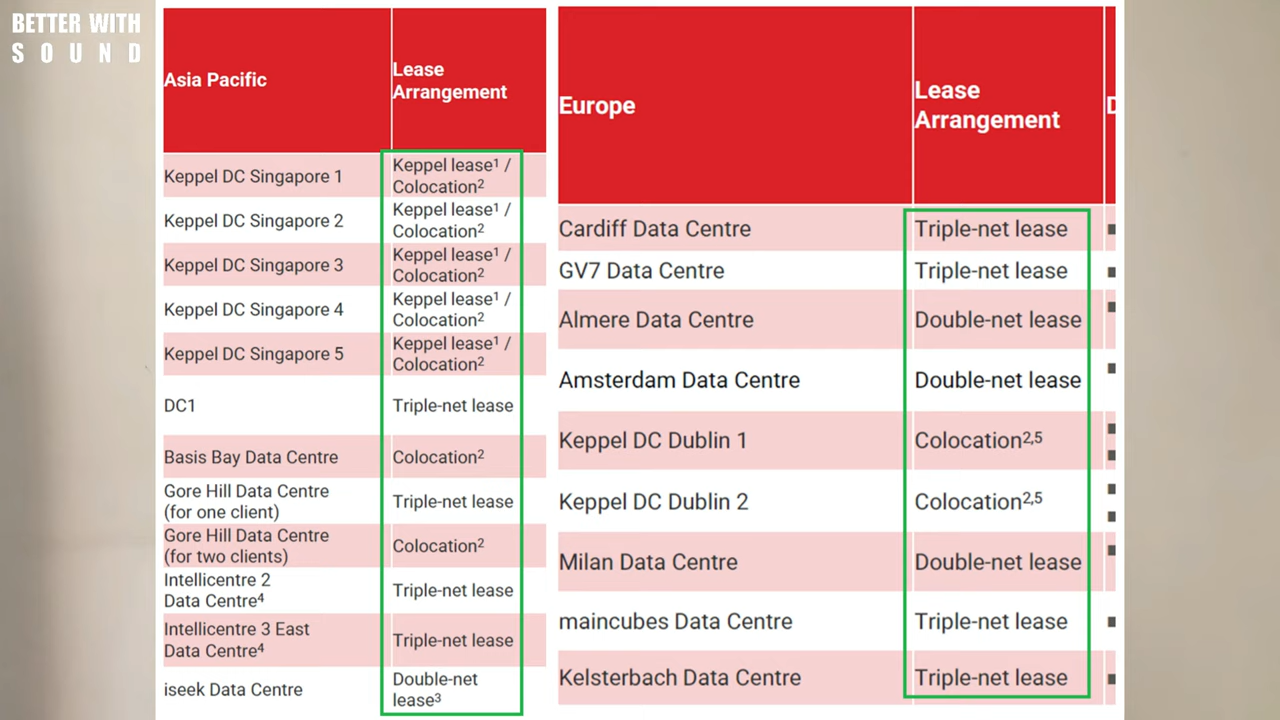 BETTER WITH
SOUND
Asia Pacific
Lease
Arrangement
Keppel DC Singapore 1
Keppel lease¹ /
Colocation²
Keppel DC Singapore 2
Keppel lease¹ /
Colocation²
Keppel DC Singapore 3
Keppel lease¹ /
Colocation²
Keppel DC Singapore 4
Keppel lease¹ /
Colocation²
Keppel DC Singapore 5
Keppel lease¹ /
Colocation²
DC1
Triple-net lease
Basis Bay Data Centre
Colocation²
Gore Hill Data Centre
(for one client)
Triple-net lease
Gore Hill Data Centre
(for two clients)
Colocation²
Intellicentre 2
Data Centre⁴
Triple-net lease
Intellicentre 3 East
Data Centre⁴
Triple-net lease
iseek Data Centre
Double-net
lease³
Europe
Lease
Arrangement
Cardiff Data Centre
Triple-net lease
GV7 Data Centre
Triple-net lease
Almere Data Centre
Double-net lease
Amsterdam Data Centre
Double-net lease
Keppel DC Dublin 1
Colocation²,⁵
Keppel DC Dublin 2
Colocation²,⁵
Milan Data Centre
Double-net lease
maincubes Data Centre
Triple-net lease
Kelsterbach Data Centre
Triple-net lease